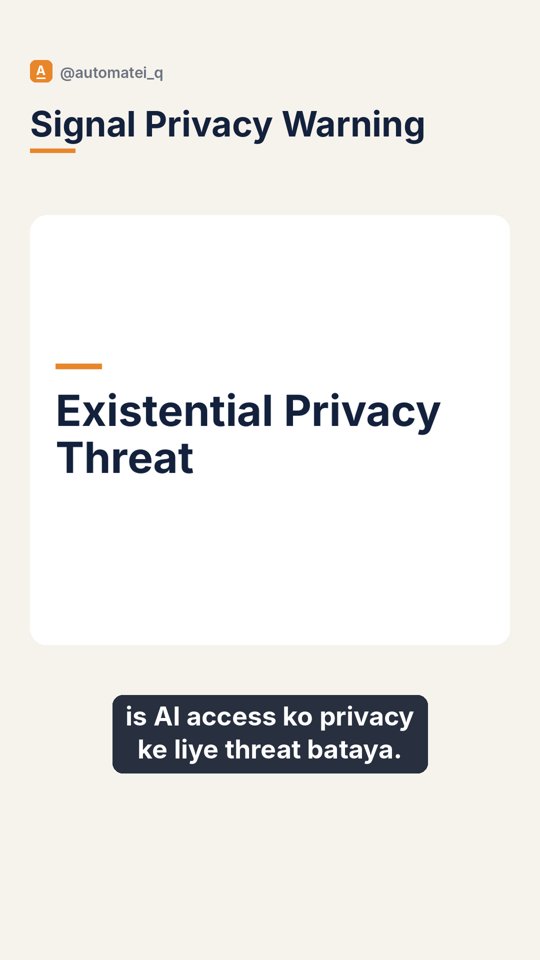 A
@automatei_q
Signal Privacy Warning
Existential Privacy
Threat
is AI access ko privacy
ke liye threat bataya.